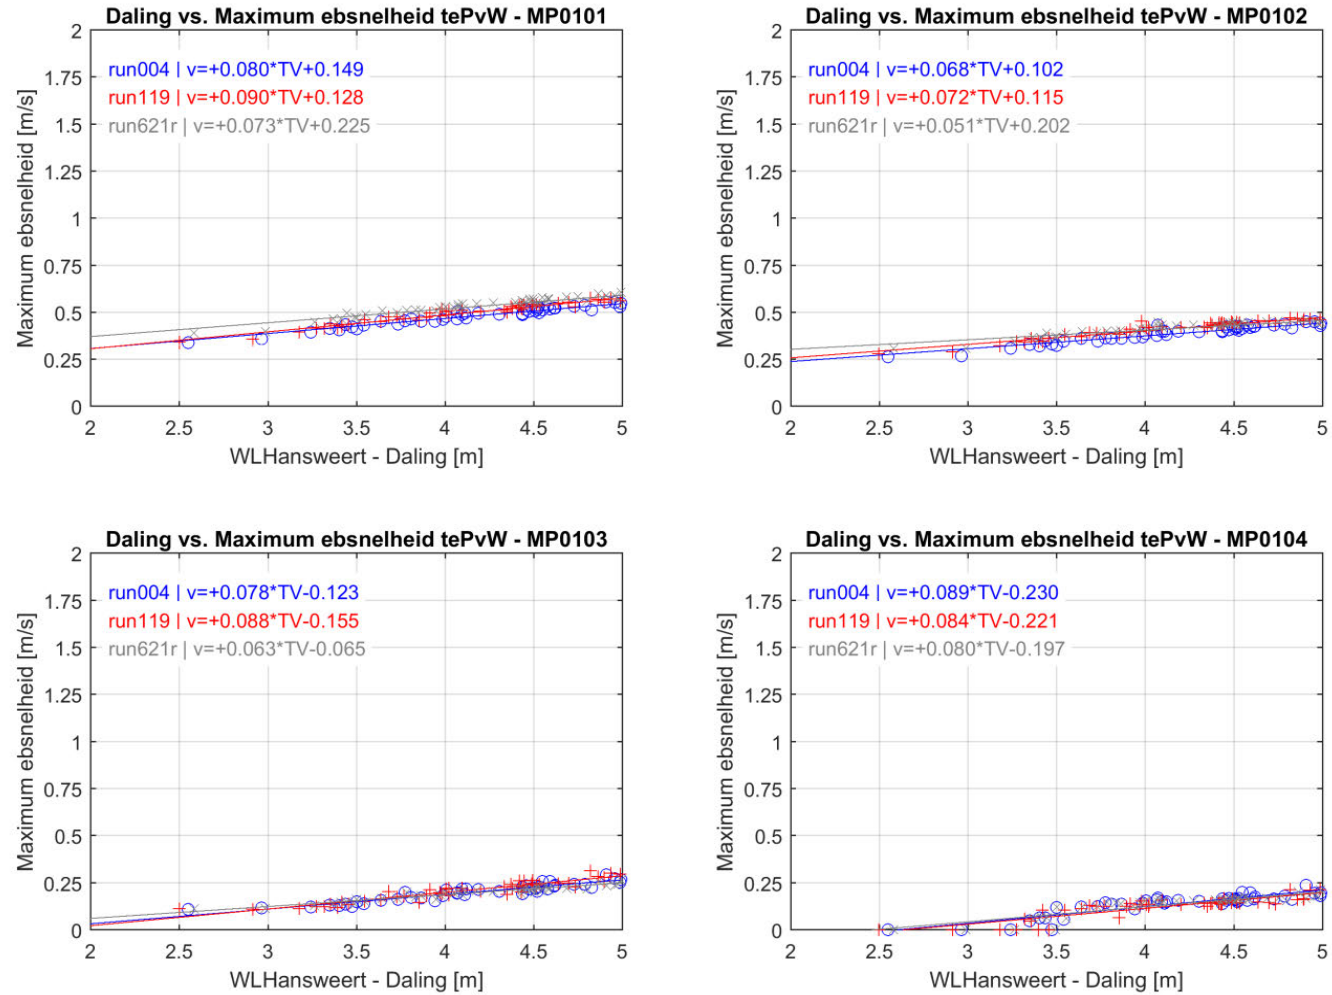 Daling vs. Maximum ebsnelheid tePvW - MP0101
run004 | v=+0.080*TV+0.149
run119 | v=+0.090*TV+0.128
run621r | v=+0.073*TV+0.225
Maximum ebsnelheid [m/s]
2
1.75
1.5
1.25
1
0.75
0.5
0.25
0
2 2.5 3 3.5 4 4.5 5
WLHansweert - Daling [m]
Daling vs. Maximum ebsnelheid tePvW - MP0102
run004 | v=+0.068*TV+0.102
run119 | v=+0.072*TV+0.115
run621r | v=+0.051*TV+0.202
Maximum ebsnelheid [m/s]
2
1.75
1.5
1.25
1
0.75
0.5
0.25
0
2 2.5 3 3.5 4 4.5 5
WLHansweert - Daling [m]
Daling vs. Maximum ebsnelheid tePvW - MP0103
run004 | v=+0.078*TV-0.123
run119 | v=+0.088*TV-0.155
run621r | v=+0.063*TV-0.065
Maximum ebsnelheid [m/s]
2
1.75
1.5
1.25
1
0.75
0.5
0.25
0
2 2.5 3 3.5 4 4.5 5
WLHansweert - Daling [m]
Daling vs. Maximum ebsnelheid tePvW - MP0104
run004 | v=+0.089*TV-0.230
run119 | v=+0.084*TV-0.221
run621r | v=+0.080*TV-0.197
Maximum ebsnelheid [m/s]
2
1.75
1.5
1.25
1
0.75
0.5
0.25
0
2 2.5 3 3.5 4 4.5 5
WLHansweert - Daling [m]